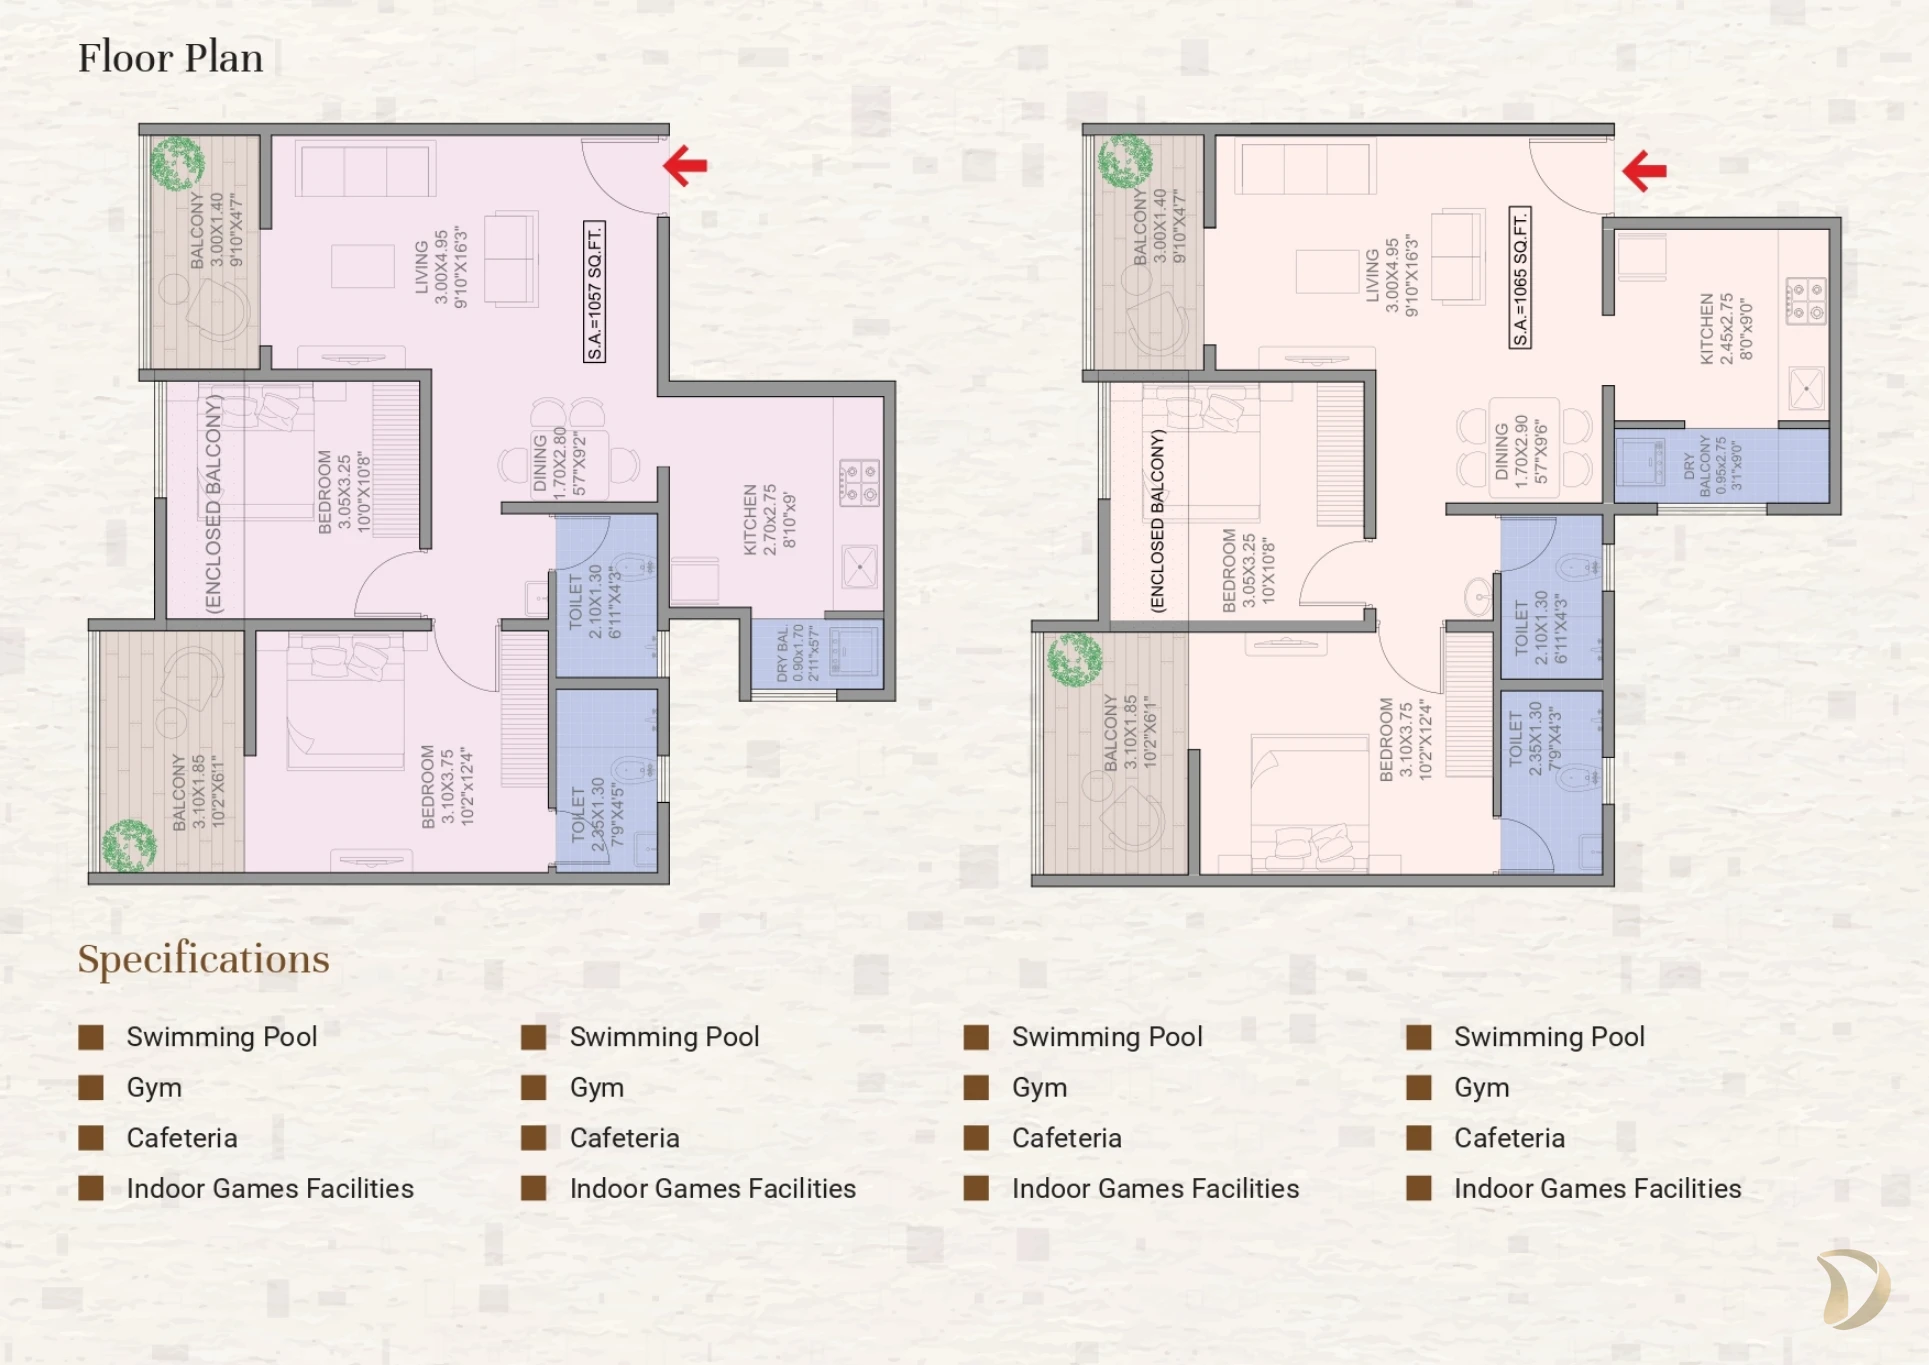 Floor Plan
BALCONY
3.00X1.40
9'10"X4'7"
LIVING
3.00X4.95
9'10"X16'3"
S.A.=1057 SQ.FT.
(ENCLOSED BALCONY)
BEDROOM
3.05X3.25
10'0"X10'8"
DINING
1.70X2.80
5'7"X9'2"
KITCHEN
2.70x2.75
8'10"x9'
TOILET
2.10X1.30
6'11"X4'3"
DRY BAL.
0.90x1.70
2'11"x5'7"
BALCONY
3.10X1.85
10'2"X6'1"
BEDROOM
3.10X3.75
10'2"x12'4"
TOILET
2.35X1.30
7'9"X4'5"
BALCONY
3.00X1.40
9'10"X4'7"
LIVING
3.00X4.95
9'10"X16'3"
S.A.=1065 SQ.FT.
KITCHEN
2.45x2.75
8'0"x9'0"
(ENCLOSED BALCONY)
BEDROOM
3.05X3.25
10'X10'8"
DINING
1.70X2.90
5'7"X9'6"
DRY
BALCONY
0.95x2.75
3'1"x9'0"
TOILET
2.10X1.30
6'11'X4'3"
BALCONY
3.10X1.85
10'2"X6'1"
BEDROOM
3.10X3.75
10'2"X12'4"
TOILET
2.35X1.30
7'9"X4'3"
Specifications
Swimming Pool
Gym
Cafeteria
Indoor Games Facilities
Swimming Pool
Gym
Cafeteria
Indoor Games Facilities
Swimming Pool
Gym
Cafeteria
Indoor Games Facilities
Swimming Pool
Gym
Cafeteria
Indoor Games Facilities